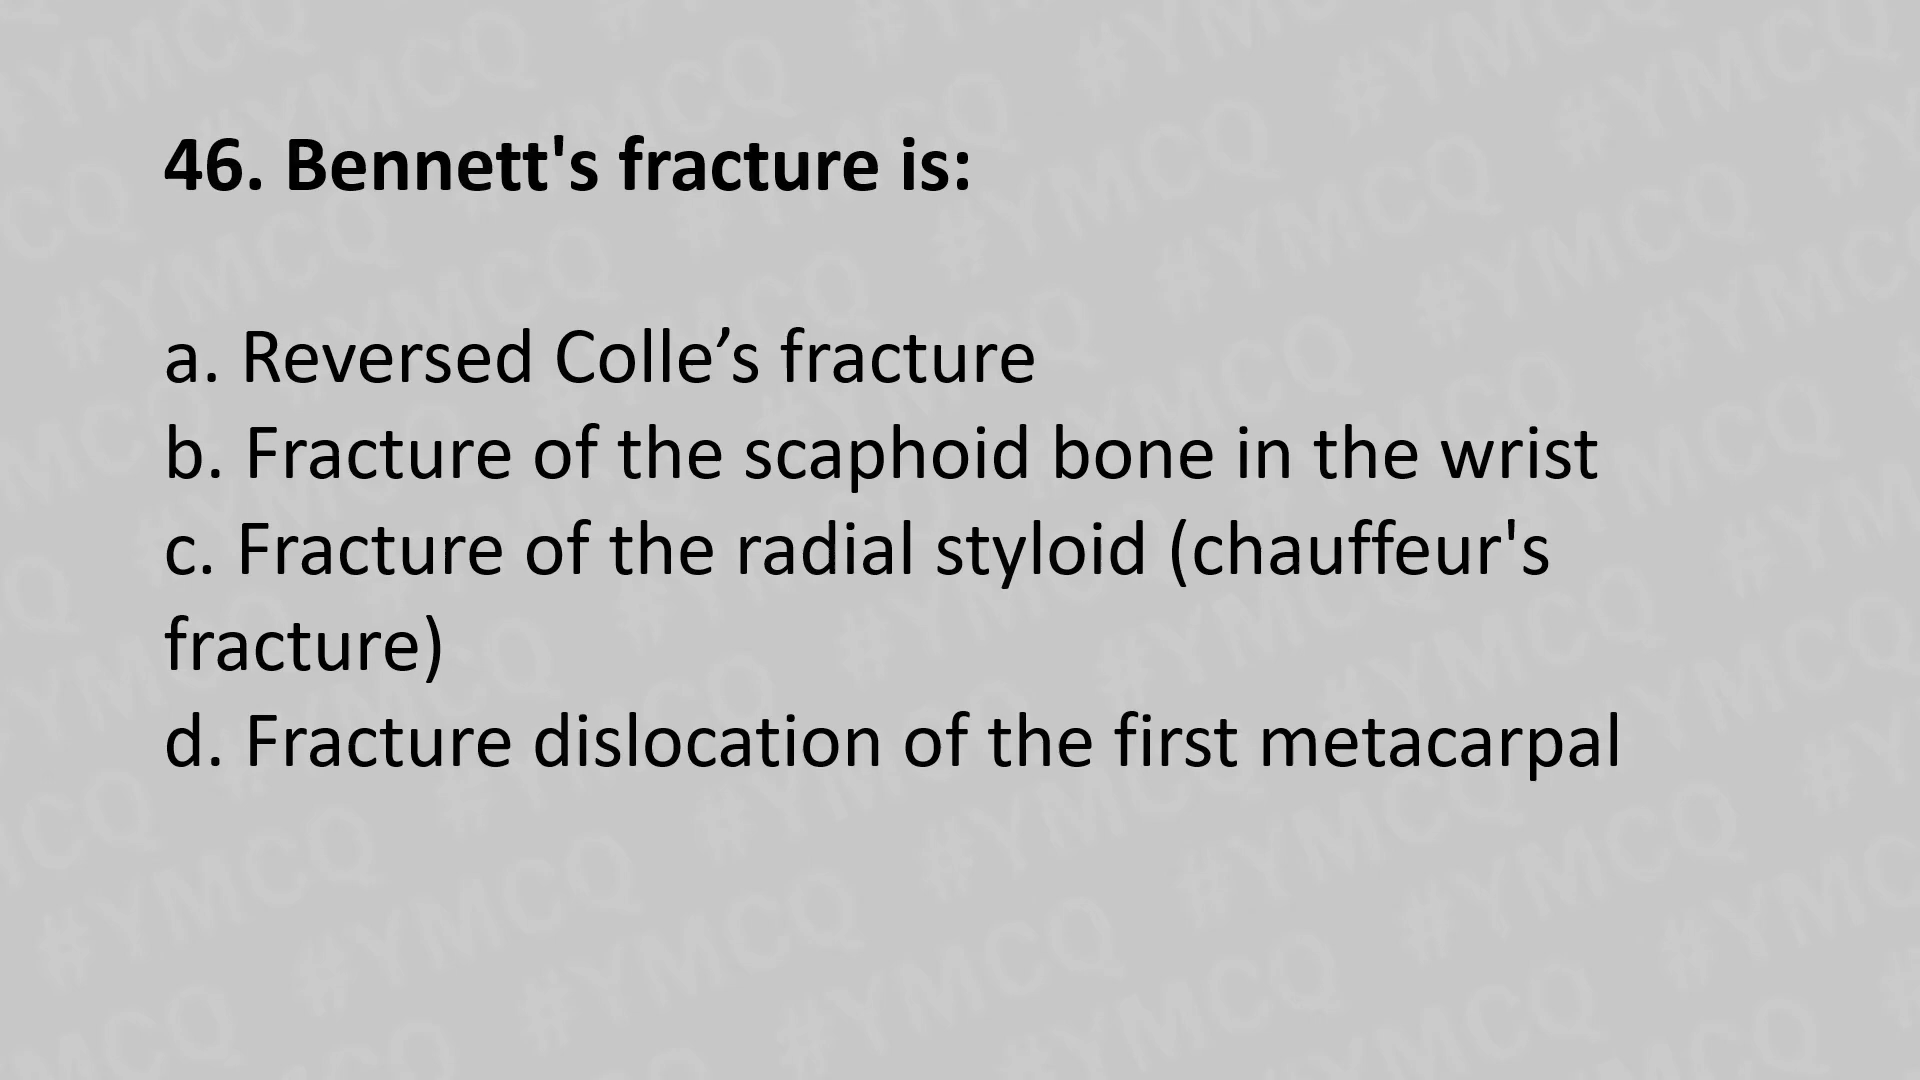 46. Bennett's fracture is:
a. Reversed Colle’s fracture
b. Fracture of the scaphoid bone in the wrist
c. Fracture of the radial styloid (chauffeur's
fracture)
d. Fracture dislocation of the first metacarpal
#YMCQ